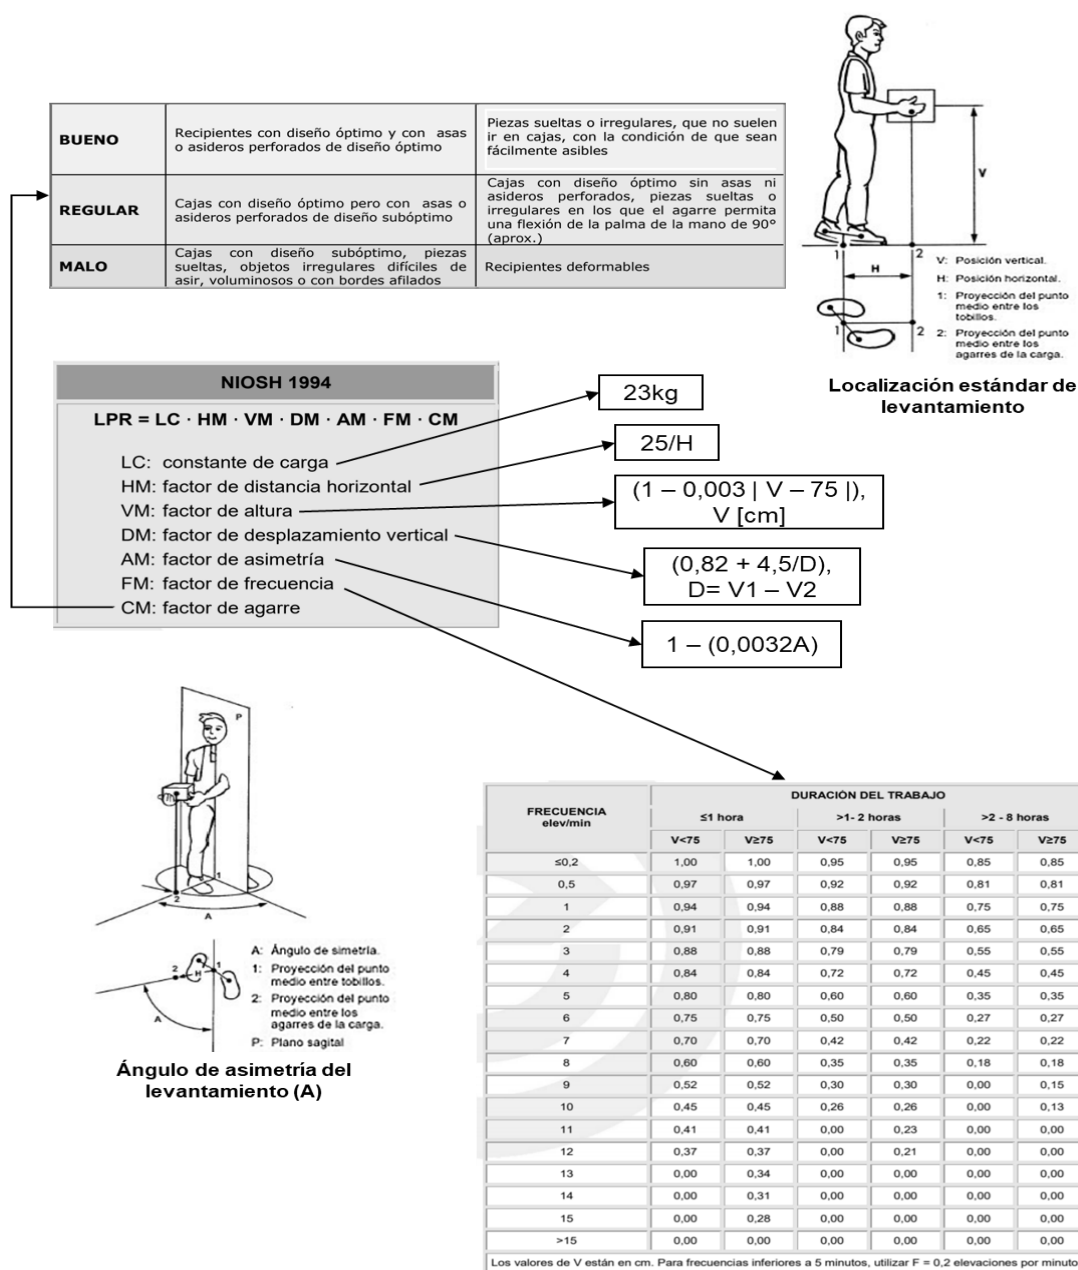 BUENO
Recipientes con diseño óptimo y con asas
o asideros perforados de diseño óptimo
Piezas sueltas o irregulares, que no suelen
ir en cajas, con la condición de que sean
fácilmente asibles
REGULAR
Cajas con diseño óptimo pero con asas o
asideros perforados de diseño subóptimo
Cajas con diseño óptimo sin asas ni
asideros perforados, piezas sueltas o
irregulares en los que el agarre permita
una flexión de la palma de la mano de 90°
(aprox.)
MALO
Cajas con diseño subóptimo, piezas
sueltas, objetos irregulares difíciles de
asir, voluminosos o con bordes afilados
Recipientes deformables
V
1
2
H
1
2
V: Posición vertical.
H: Posición horizontal.
1: Proyección del punto
medio entre los
tobillos.
2: Proyección del punto
medio entre los
agarres de la carga.
Localización estándar de
levantamiento
NIOSH 1994
LPR = LC · HM · VM · DM · AM · FM · CM
LC: constante de carga
HM: factor de distancia horizontal
VM: factor de altura
DM: factor de desplazamiento vertical
AM: factor de asimetría
FM: factor de frecuencia
CM: factor de agarre
23kg
25/H
(1 – 0,003 | V – 75 |),
V [cm]
(0,82 + 4,5/D),
D= V1 – V2
1 – (0,0032A)
P
1
2
A
2
H
1
A
A: Ángulo de simetría.
1: Proyección del punto
medio entre tobillos.
2: Proyección del punto
medio entre los
agarres de la carga.
P: Plano sagital
Ángulo de asimetría del
levantamiento (A)
FRECUENCIA
elev/min
DURACIÓN DEL TRABAJO
≤1 hora >1- 2 horas >2 - 8 horas
V<75 V≥75 V<75 V≥75 V<75 V≥75
≤0,2 1,00 1,00 0,95 0,95 0,85 0,85
0,5 0,97 0,97 0,92 0,92 0,81 0,81
1 0,94 0,94 0,88 0,88 0,75 0,75
2 0,91 0,91 0,84 0,84 0,65 0,65
3 0,88 0,88 0,79 0,79 0,55 0,55
4 0,84 0,84 0,72 0,72 0,45 0,45
5 0,80 0,80 0,60 0,60 0,35 0,35
6 0,75 0,75 0,50 0,50 0,27 0,27
7 0,70 0,70 0,42 0,42 0,22 0,22
8 0,60 0,60 0,35 0,35 0,18 0,18
9 0,52 0,52 0,30 0,30 0,00 0,15
10 0,45 0,45 0,26 0,26 0,00 0,13
11 0,41 0,41 0,00 0,23 0,00 0,00
12 0,37 0,37 0,00 0,21 0,00 0,00
13 0,00 0,34 0,00 0,00 0,00 0,00
14 0,00 0,31 0,00 0,00 0,00 0,00
15 0,00 0,28 0,00 0,00 0,00 0,00
>15 0,00 0,00 0,00 0,00 0,00 0,00
Los valores de V están en cm. Para frecuencias inferiores a 5 minutos, utilizar F = 0,2 elevaciones por minuto